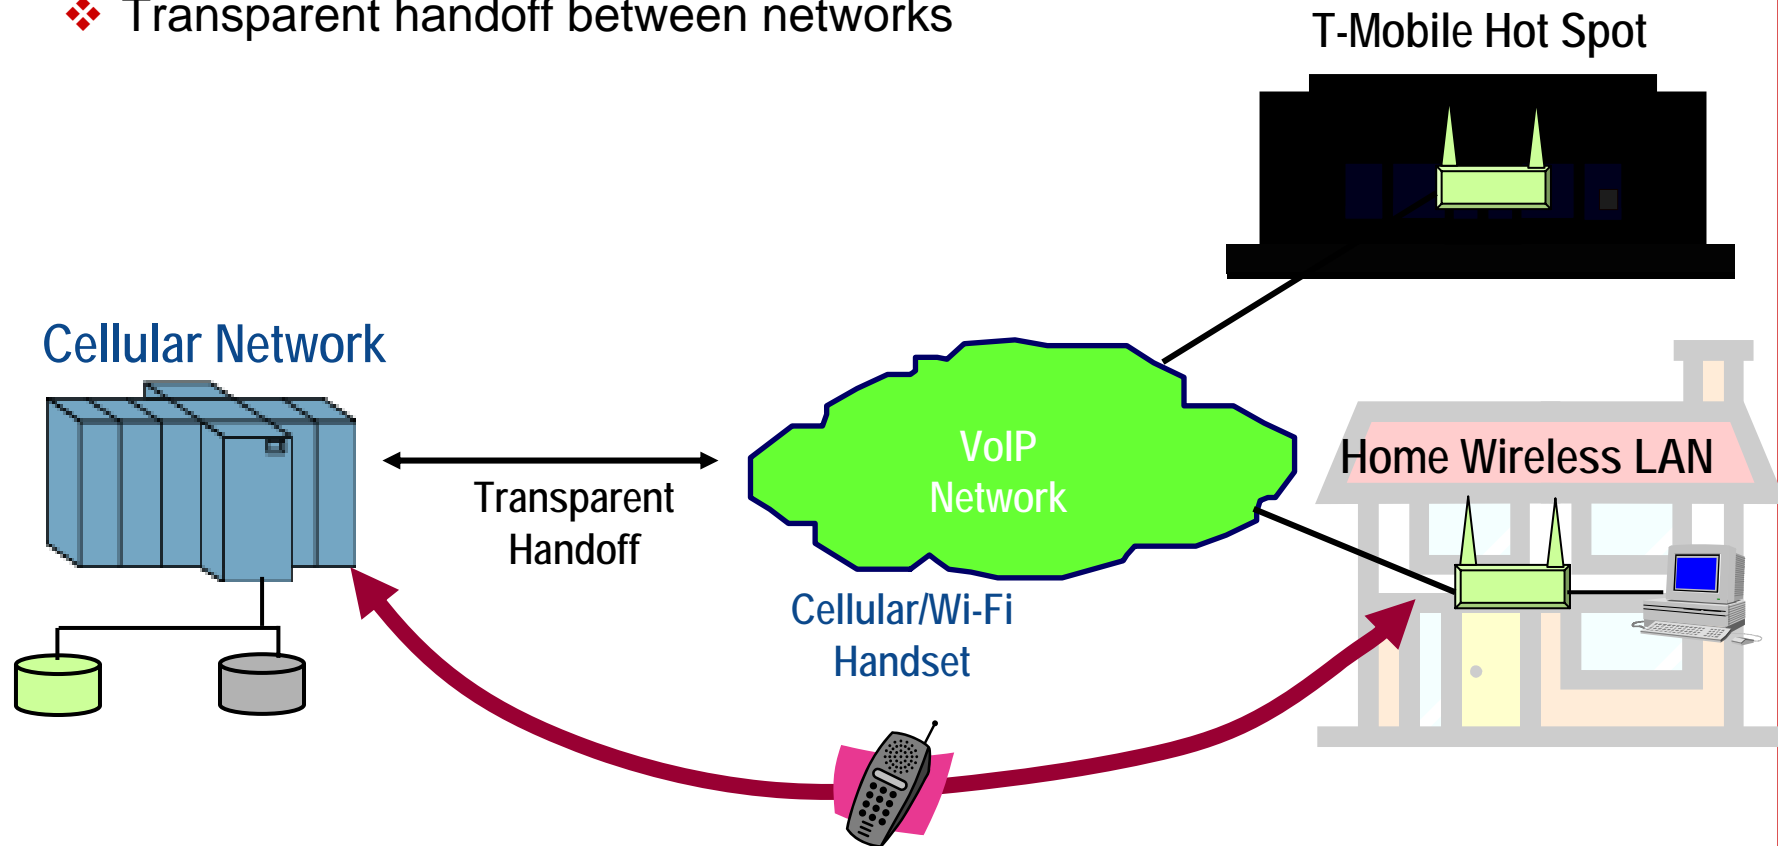 ❖ Transparent handoff between networks
T-Mobile Hot Spot
Cellular Network
Transparent
Handoff
VoIP
Network
Home Wireless LAN
Cellular/Wi-Fi
Handset